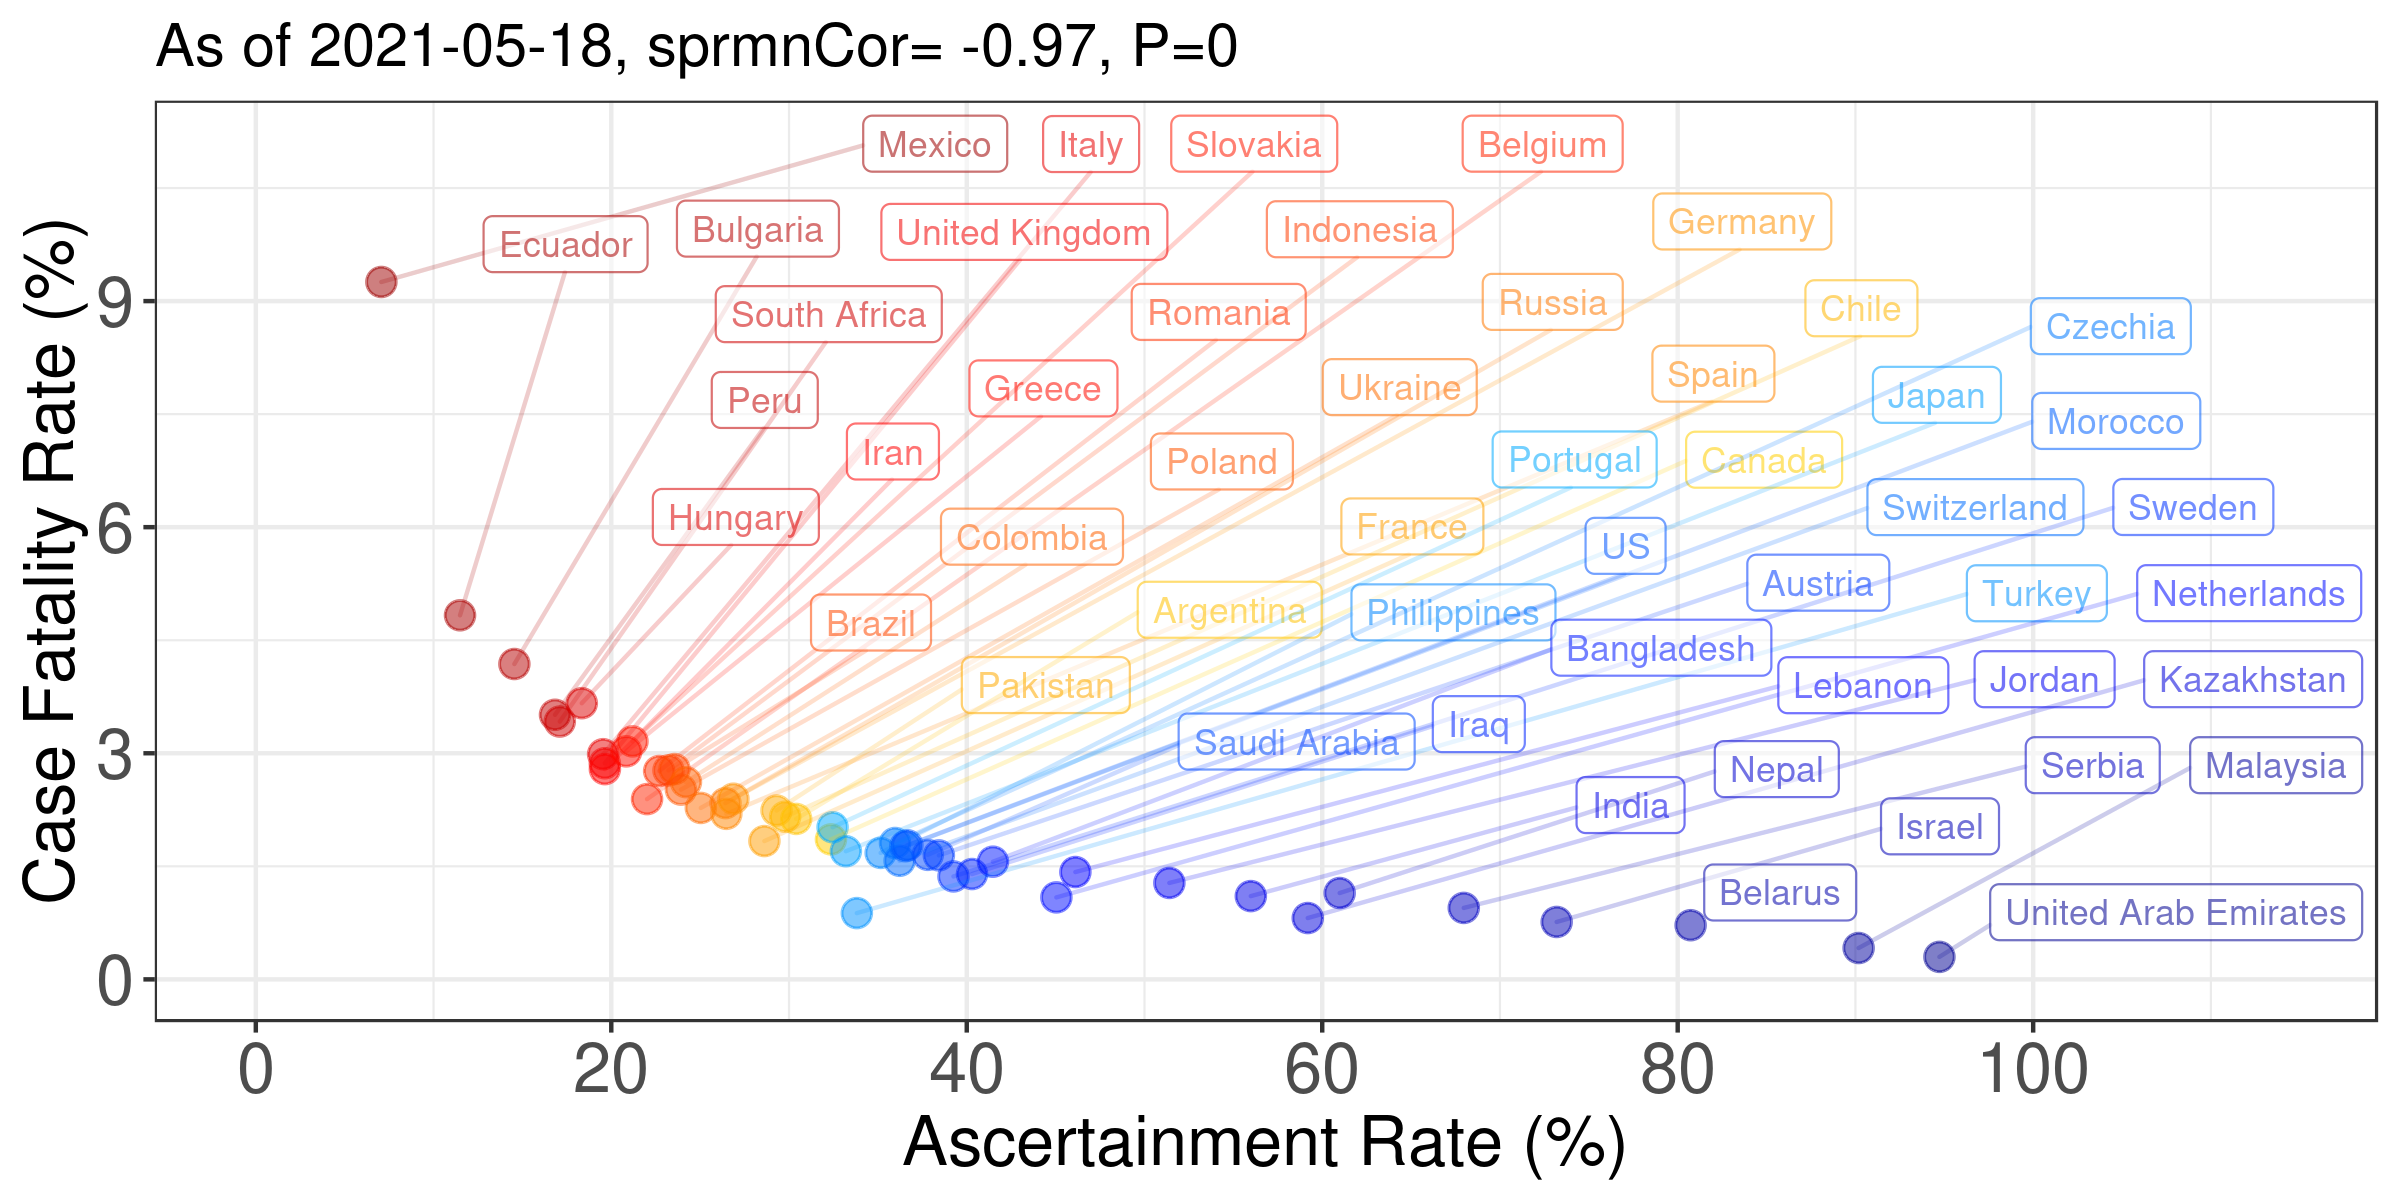 As of 2021-05-18, sprmnCor= -0.97, P=0
Case Fatality Rate (%)
9
6
3
0
Mexico
Italy
Slovakia
Belgium
Ecuador
Bulgaria
United Kingdom
Indonesia
Germany
South Africa
Romania
Russia
Chile
Czechia
Peru
Greece
Ukraine
Spain
Japan
Morocco
Iran
Poland
Portugal
Canada
Hungary
Colombia
France
US
Switzerland
Sweden
Brazil
Argentina
Philippines
Austria
Turkey
Netherlands
Pakistan
Bangladesh
Lebanon
Jordan
Kazakhstan
Saudi Arabia
Iraq
Nepal
Serbia
Malaysia
India
Israel
Belarus
United Arab Emirates
0
20
40
60
80
100
Ascertainment Rate (%)